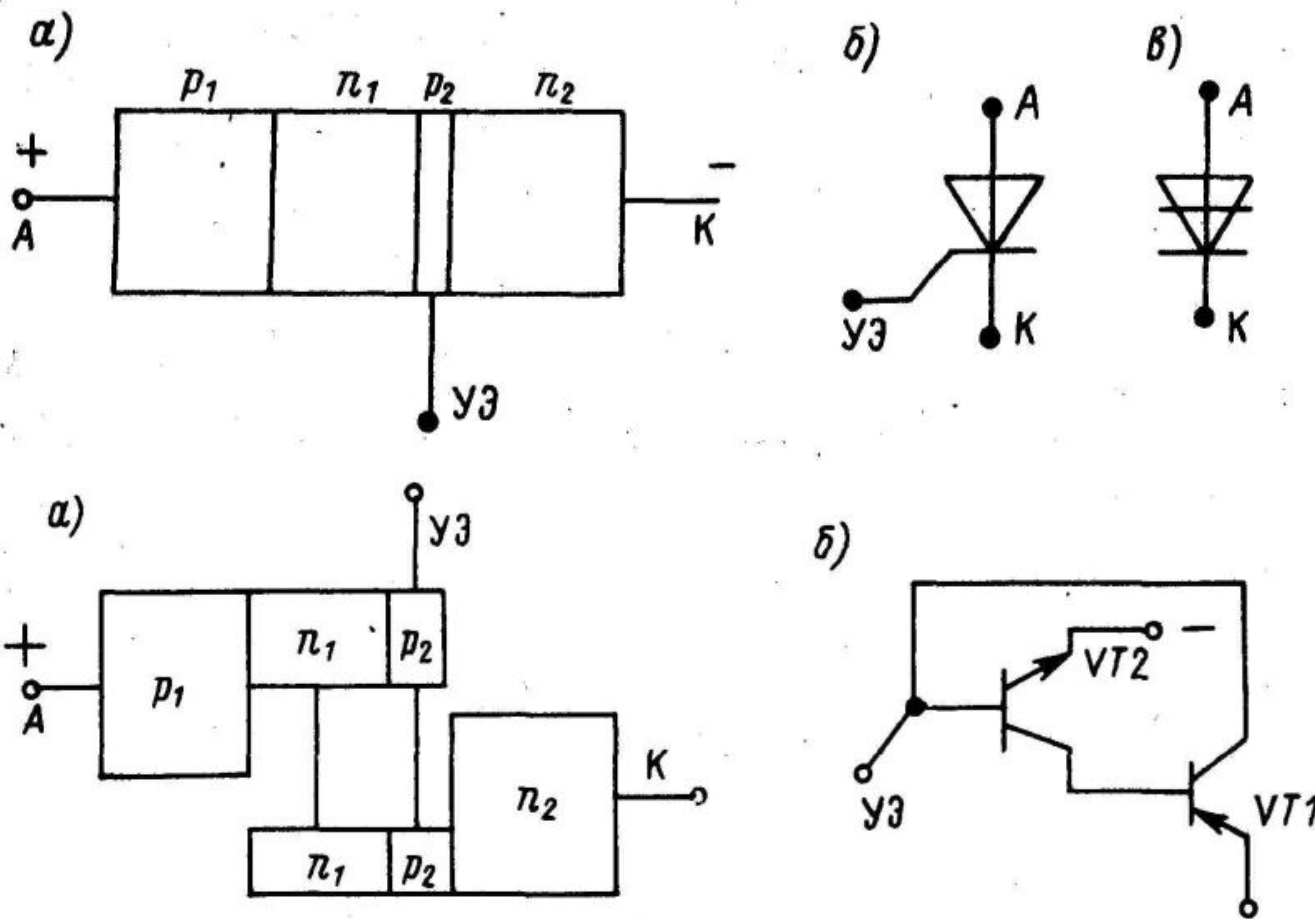 а)
p₁ n₁ p₂ n₂
+
A
−
K
УЭ
б)
A
УЭ
K
в)
A
K
а)
УЭ
+
A
p₁
n₁ p₂
n₁ p₂
n₂
K
б)
−
VT2
УЭ
VT1